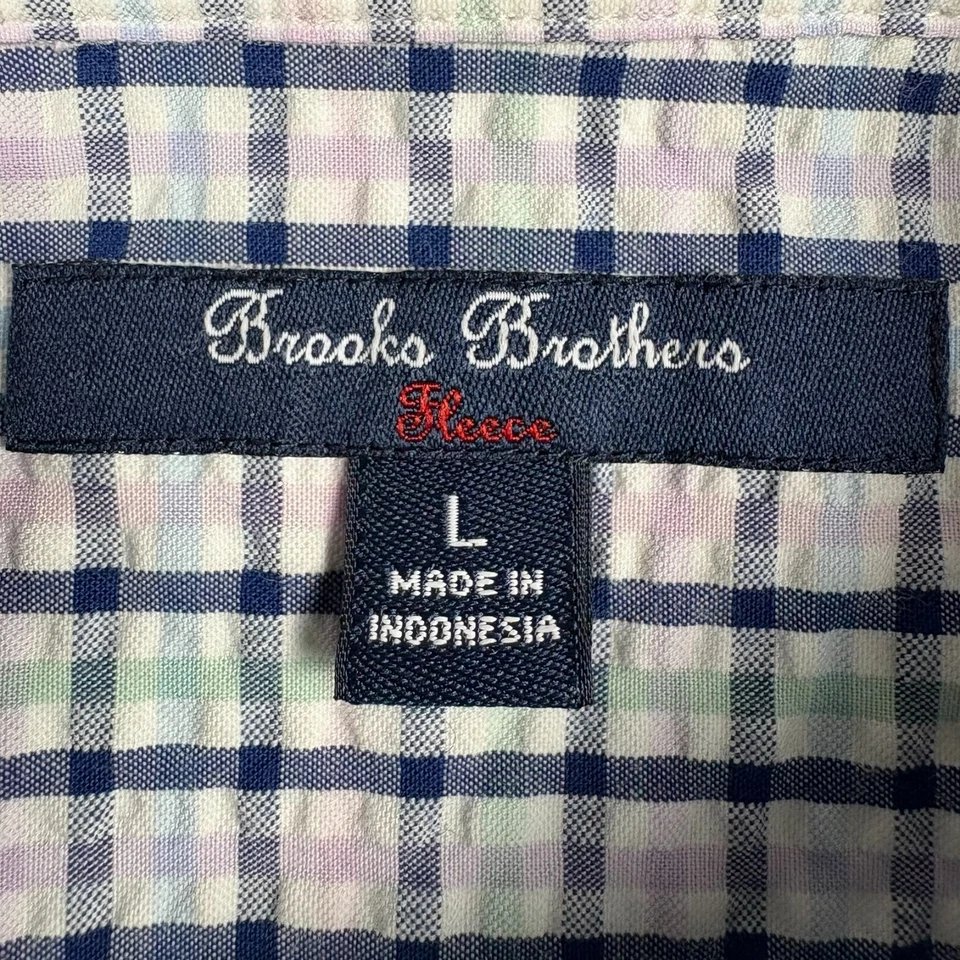 Brooks Brothers
Fleece
L
MADE IN
INDONESIA